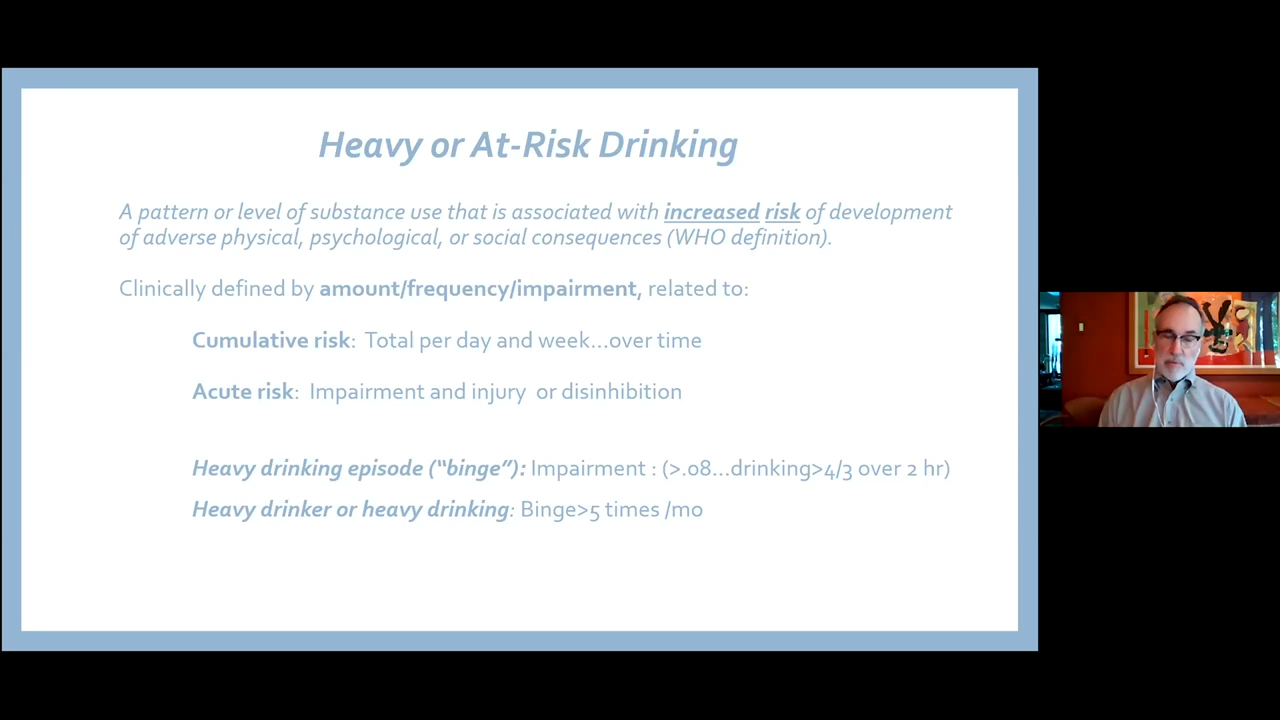 Heavy or At-Risk Drinking
A pattern or level of substance use that is associated with increased risk of development
of adverse physical, psychological, or social consequences (WHO definition).
Clinically defined by amount/frequency/impairment, related to:
Cumulative risk:  Total per day and week...over time
Acute risk:  Impairment and injury  or disinhibition
Heavy drinking episode (“binge”): Impairment : (>.08...drinking>4/3 over 2 hr)
Heavy drinker or heavy drinking: Binge>5 times /mo